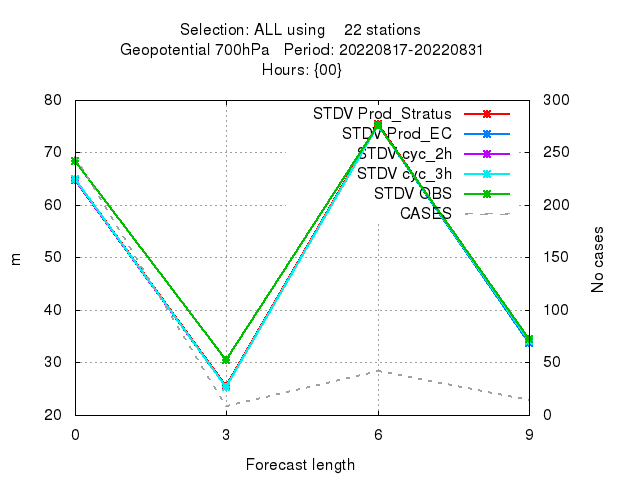 Selection: ALL using 22 stations
Geopotential 700hPa Period: 20220817-20220831
Hours: {00}
80 300
STDV Prod_Stratus
STDV Prod_EC
70 250
STDV cyc_2h
STDV cyc_3h
STDV OBS
60 200
CASES
50 150
m
No cases
40 100
30 50
20 0
0 3 6 9
Forecast length